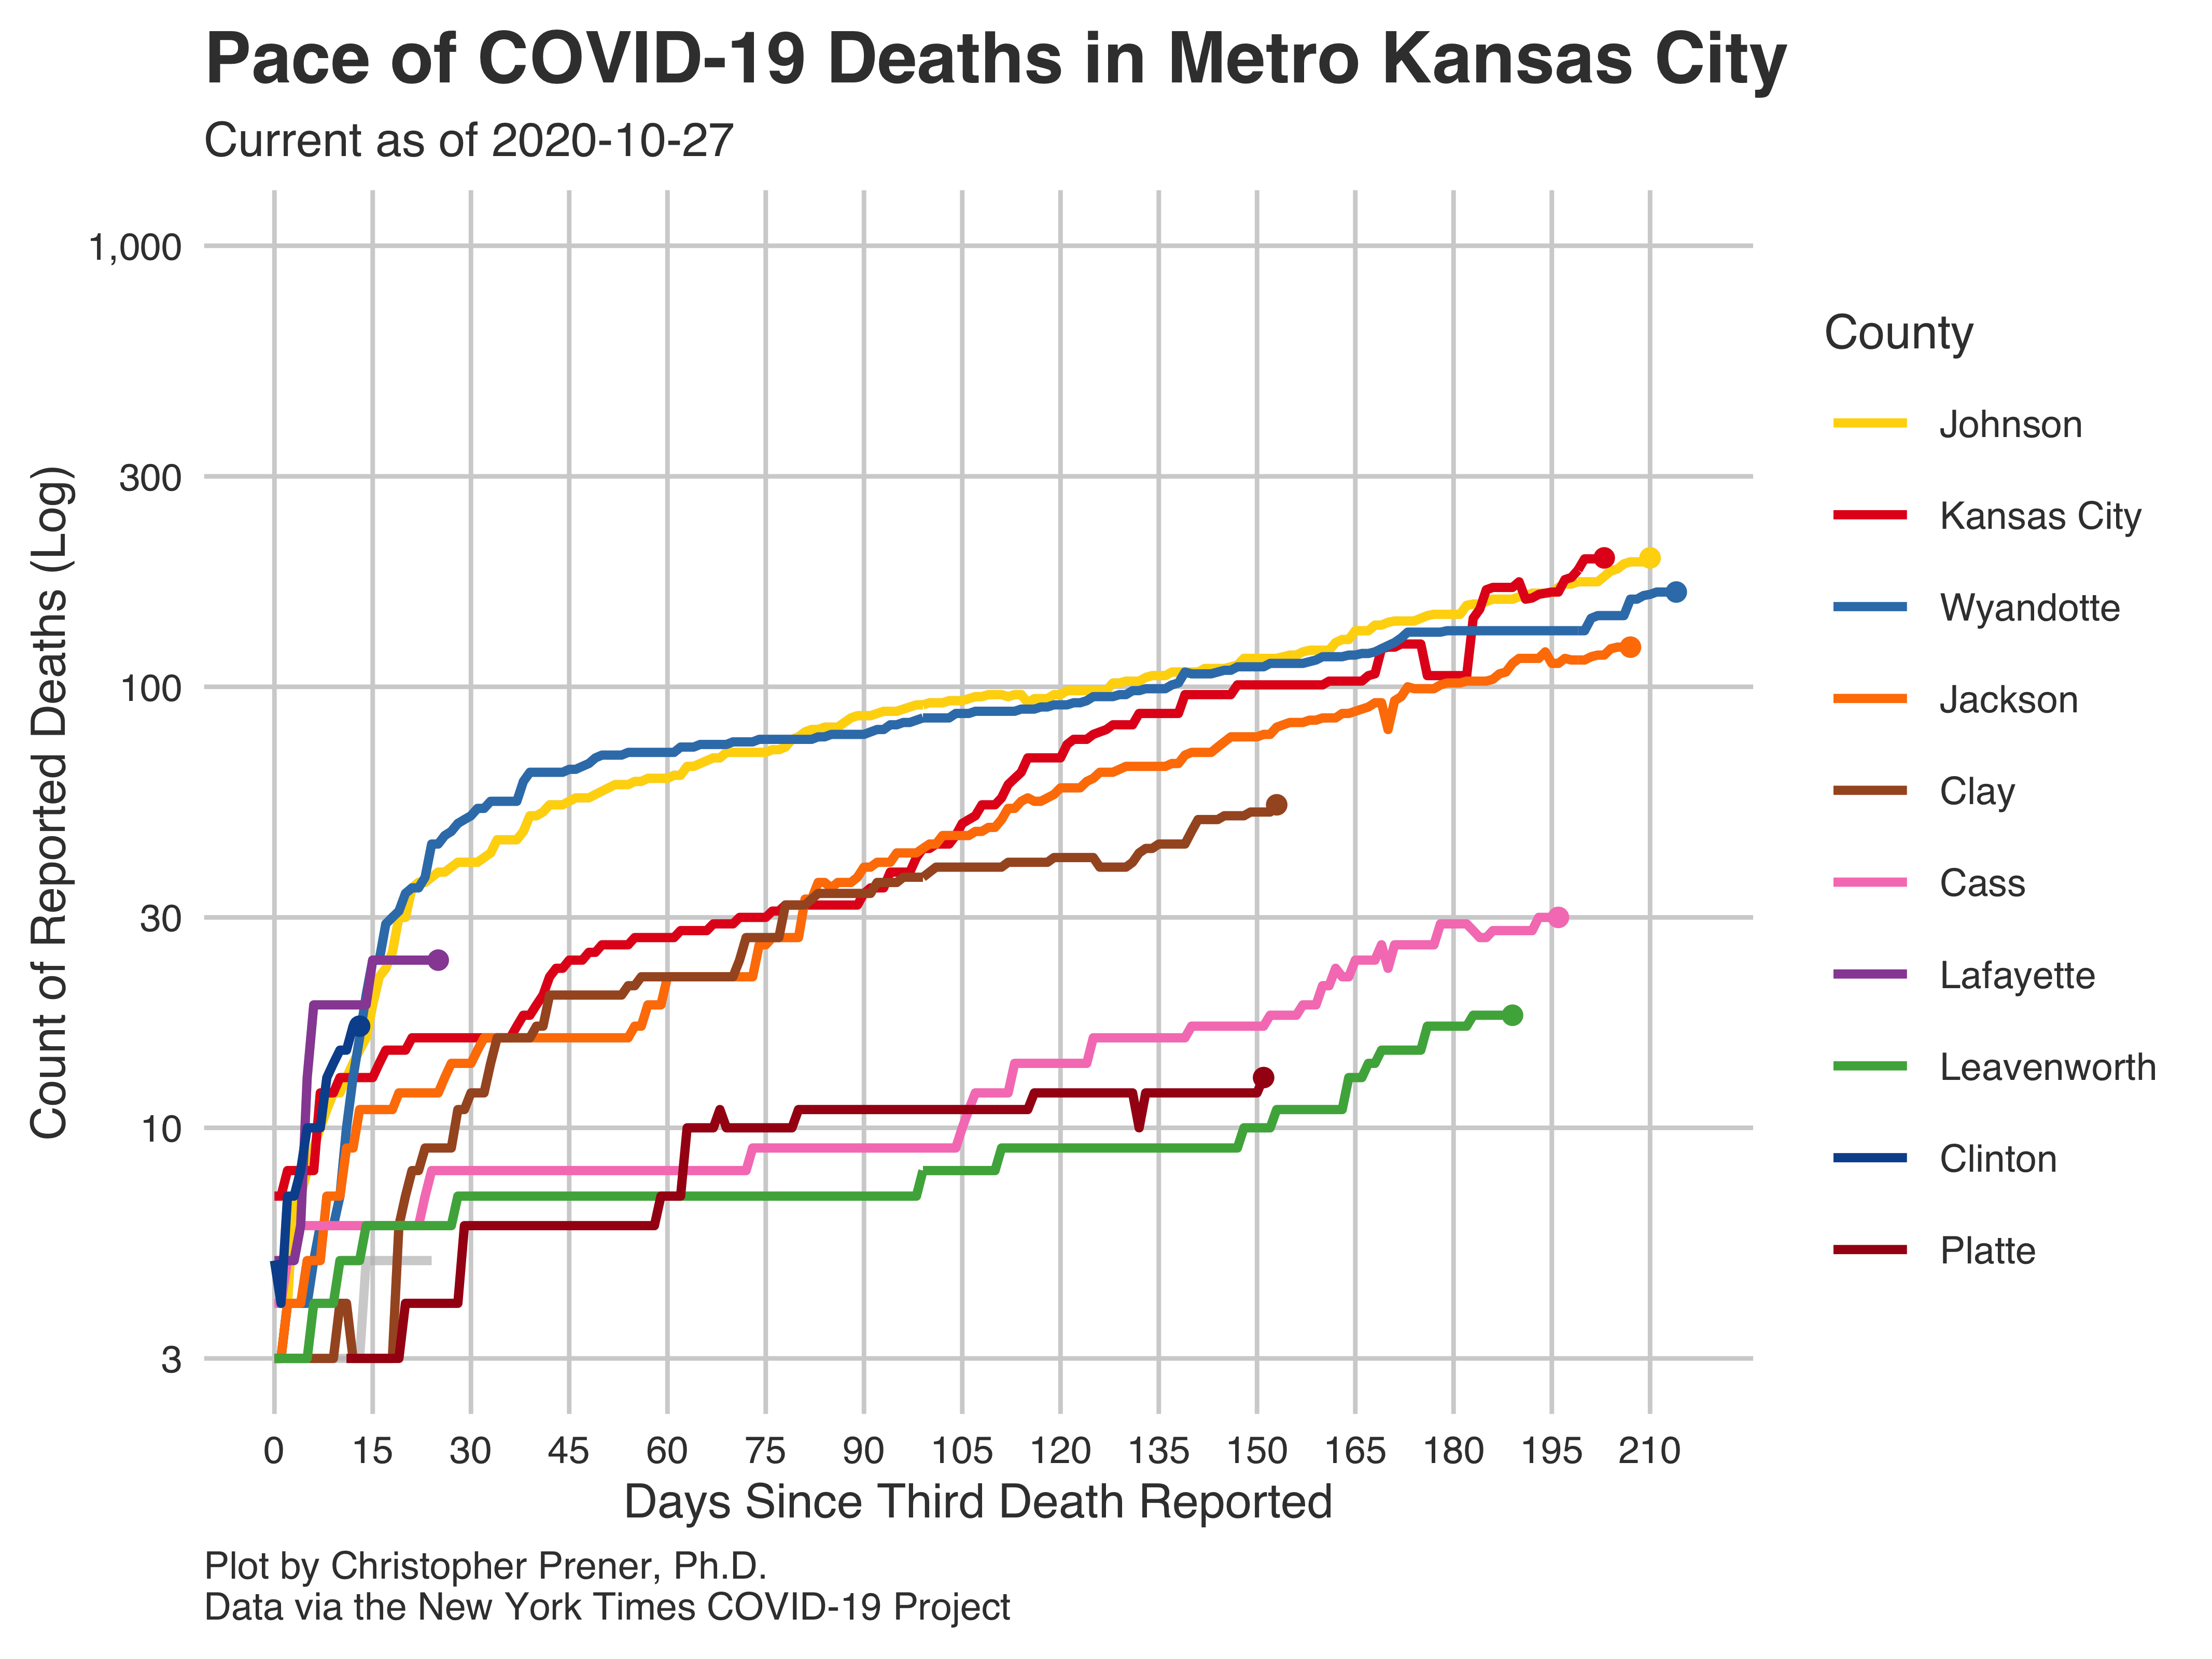 Pace of COVID-19 Deaths in Metro Kansas City
Current as of 2020-10-27
Count of Reported Deaths (Log)
1,000
300
100
30
10
3
0 15 30 45 60 75 90 105 120 135 150 165 180 195 210
Days Since Third Death Reported
County
Johnson
Kansas City
Wyandotte
Jackson
Clay
Cass
Lafayette
Leavenworth
Clinton
Platte
Plot by Christopher Prener, Ph.D.
Data via the New York Times COVID-19 Project